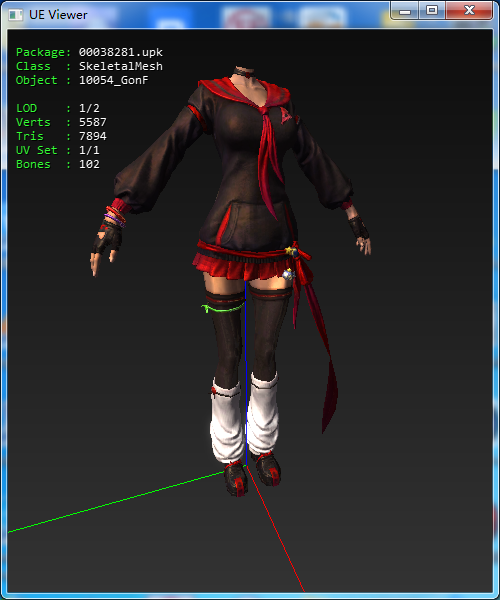 UE Viewer
Package: 00038281.upk
Class : SkeletalMesh
Object : 10054_GonF
LOD : 1/2
Verts : 5587
Tris : 7894
UV Set : 1/1
Bones : 102